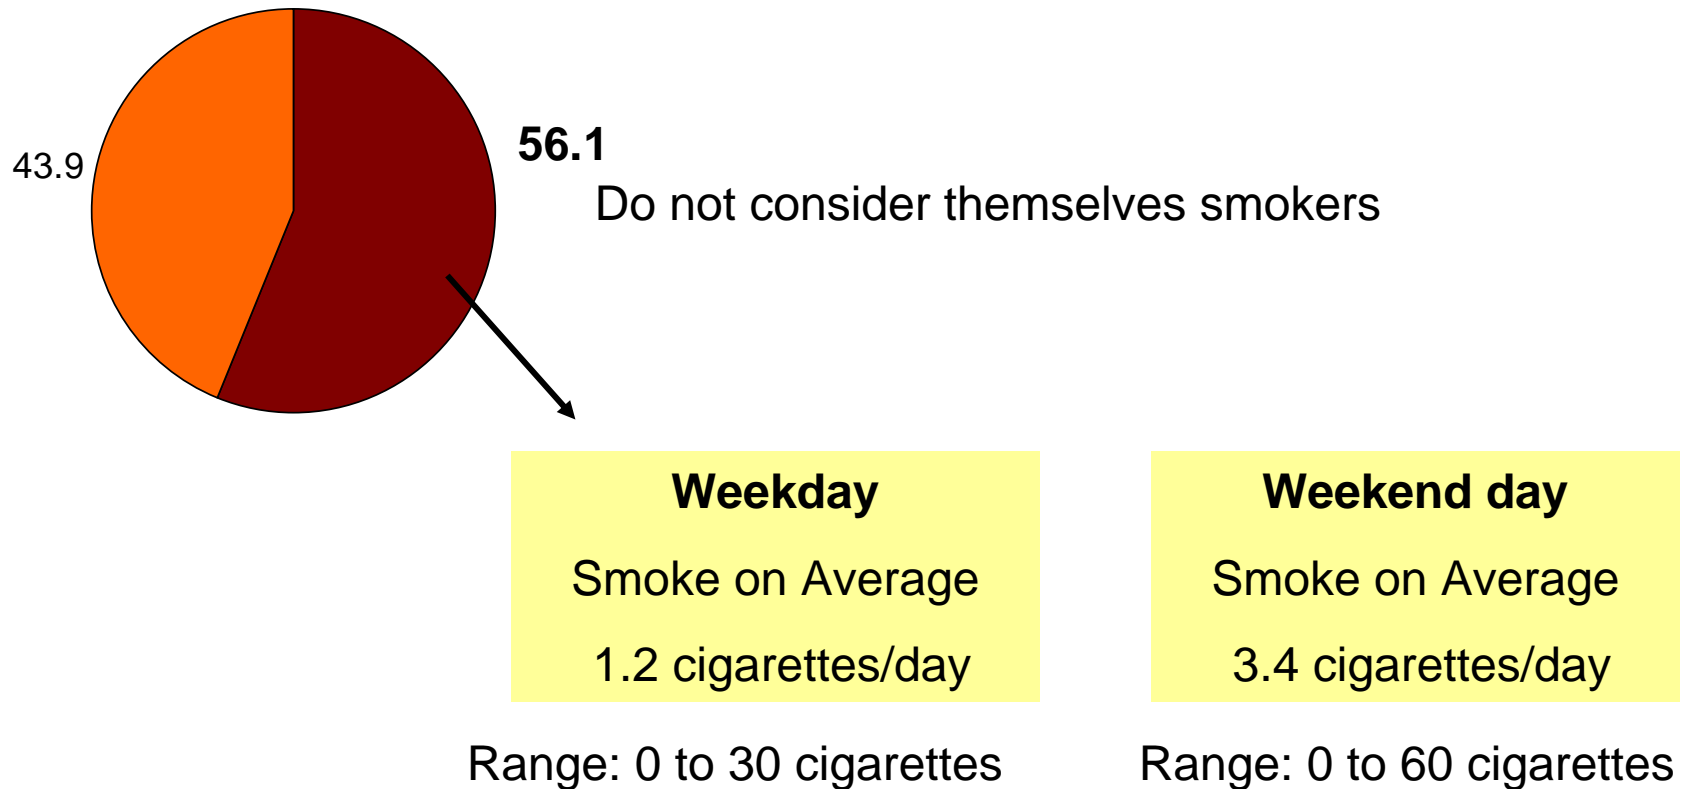 56.1
43.9
Do not consider themselves smokers
Weekday
Smoke on Average
1.2 cigarettes/day
Range: 0 to 30 cigarettes
Weekend day
Smoke on Average
3.4 cigarettes/day
Range: 0 to 60 cigarettes